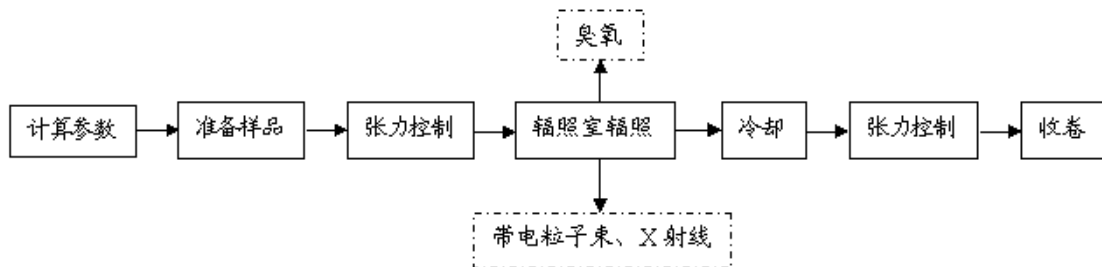 臭氧
计算参数
准备样品
张力控制
辐照室辐照
冷却
张力控制
收卷
带电粒子束、X射线